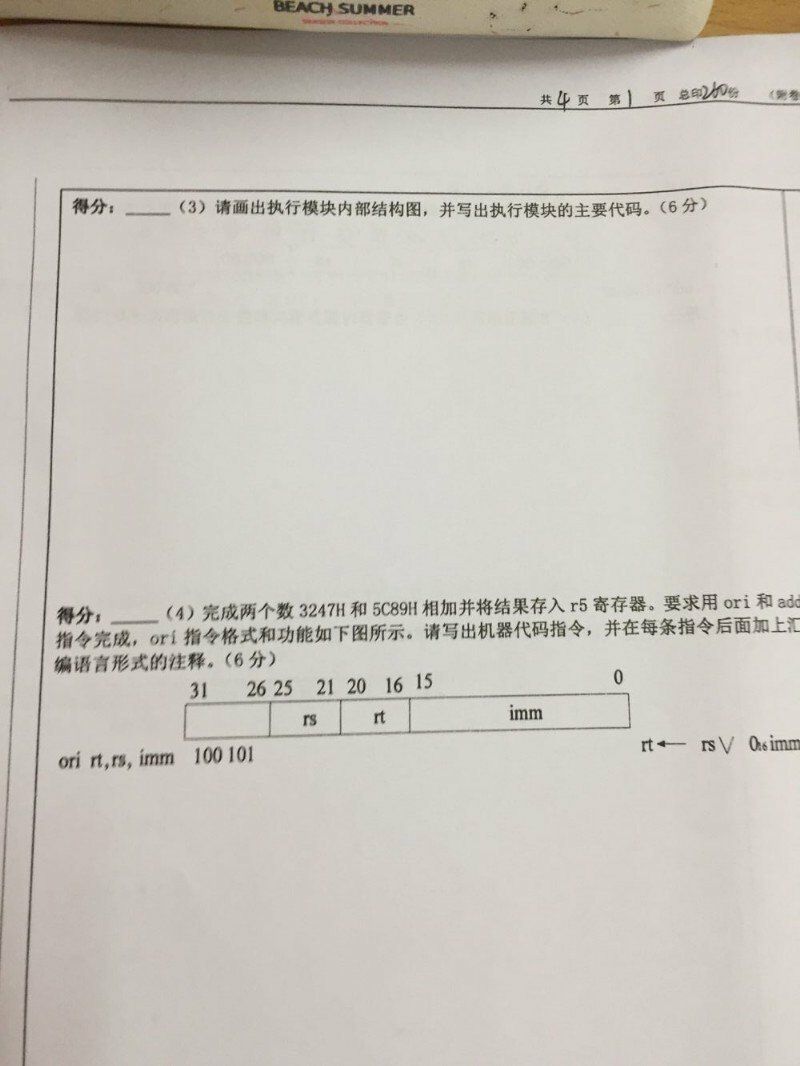 BEACH SUMMER
共 4 页 第 1 页 总印 260 份
得分：_____（3）请画出执行模块内部结构图，并写出执行模块的主要代码。（6 分）
得分：_____（4）完成两个数 3247H 和 5C89H 相加并将结果存入 r5 寄存器。要求用 ori 和 add
指令完成，ori 指令格式和功能如下图所示。请写出机器代码指令，并在每条指令后面加上汇
编语言形式的注释。（6 分）
31 26 25 21 20 16 15 0
rs rt imm
ori rt,rs, imm 100 101 rt← rs∨ 0₁₆imm